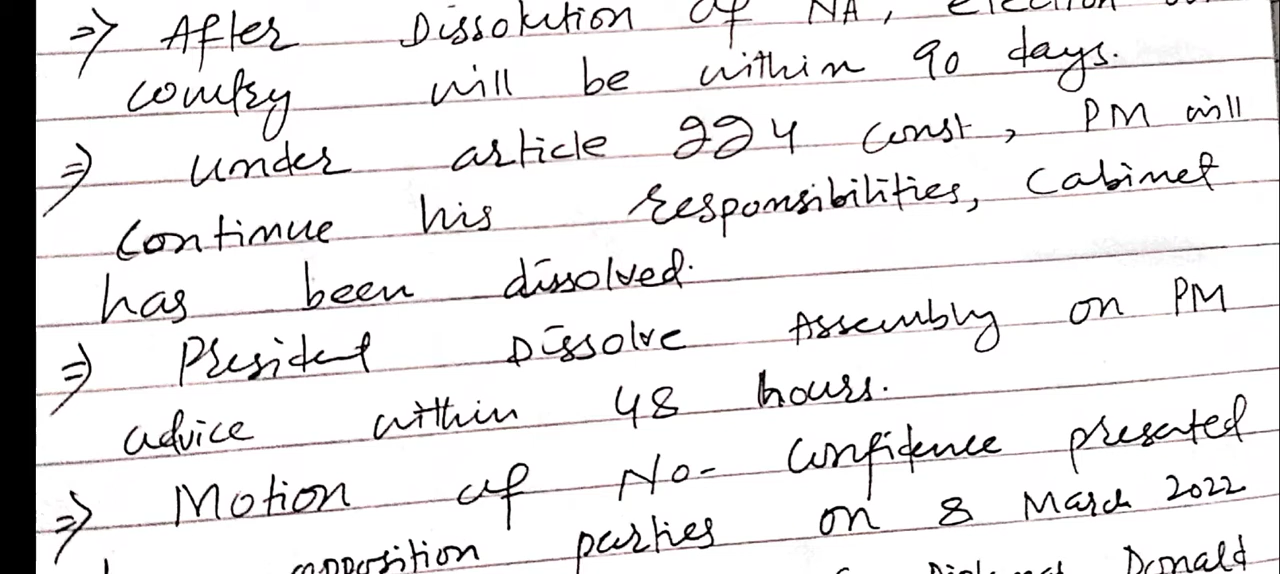 ⇒ After Dissolution of NA, election
country will be within 90 days.
⇒ under article 224 const, PM will
continue his responsibilities, cabinet
has been dissolved.
⇒ President Dissolve Assembly on PM
advice within 48 hours.
⇒ Motion of No-confidence presented
opposition parties on 8 March 2022
Donald